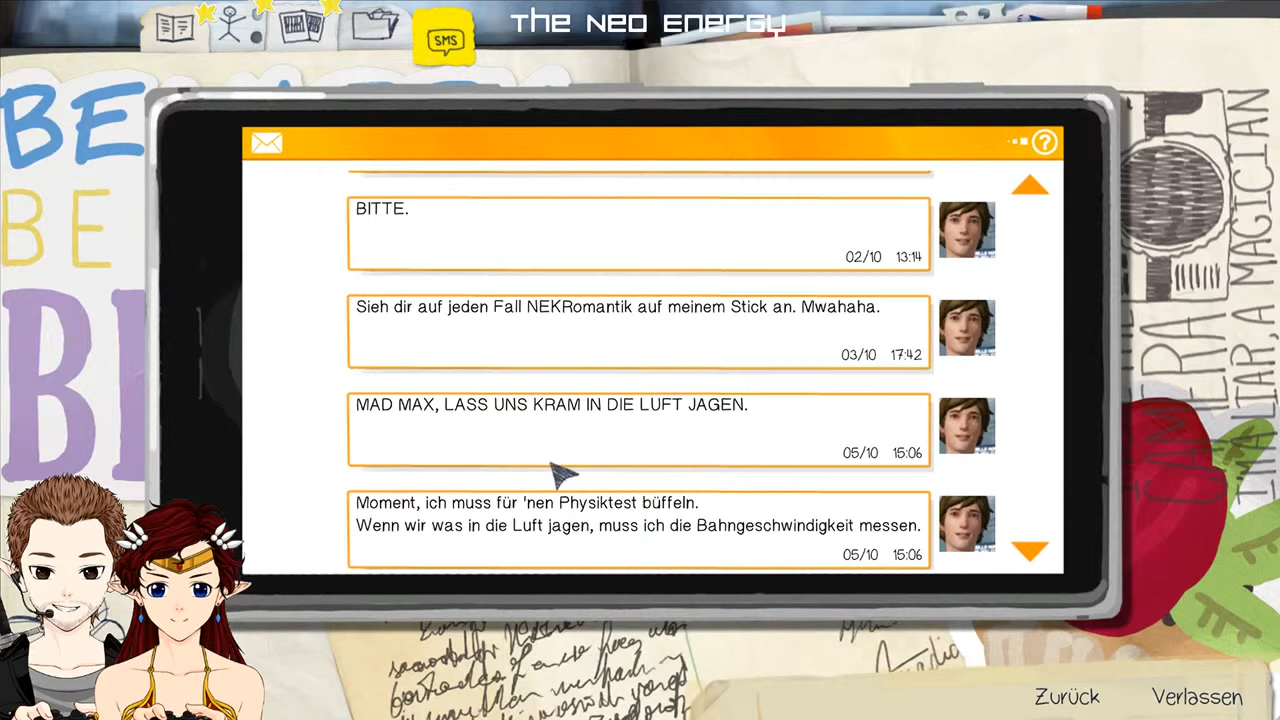 THE NEO ENERGY
SMS
BE
BE
BITTE.
02/10 13:14
Sieh dir auf jeden Fall NEKRomantik auf meinem Stick an. Mwahaha.
03/10 17:42
MAD MAX, LASS UNS KRAM IN DIE LUFT JAGEN.
05/10 15:06
Moment, ich muss für 'nen Physiktest büffeln.
Wenn wir was in die Luft jagen, muss ich die Bahngeschwindigkeit messen.
05/10 15:06
CAMERA
A MAGICIAN
Zurück
Verlassen